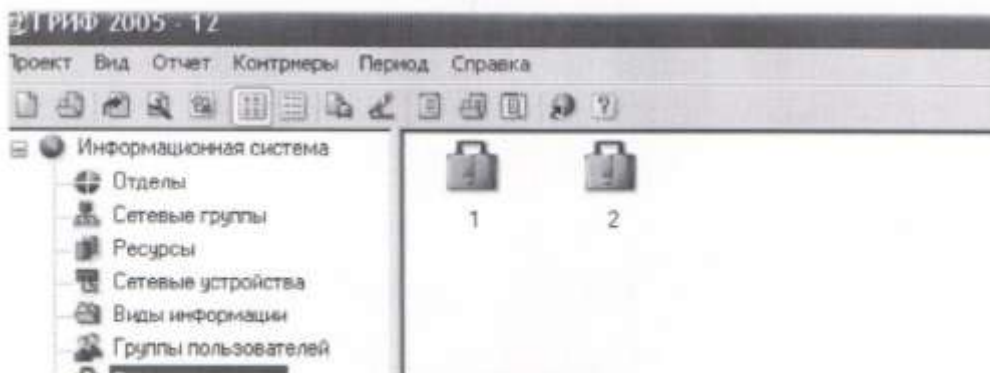 ГРИФ 2005 - 12
Проект Вид Отчет Контрмеры Период Справка
Информационная система
Отделы
Сетевые группы
Ресурсы
Сетевые устройства
Виды информации
Группы пользователей
1 2